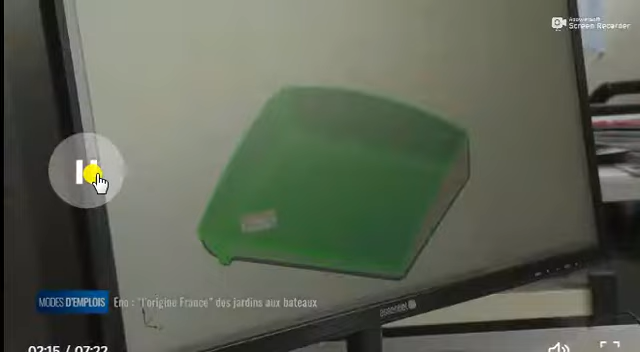 Apowersoft
Screen Recorder
MODES D'EMPLOIS Eno : "l'origine France" des jardins aux bateaux
02:15 / 07:22